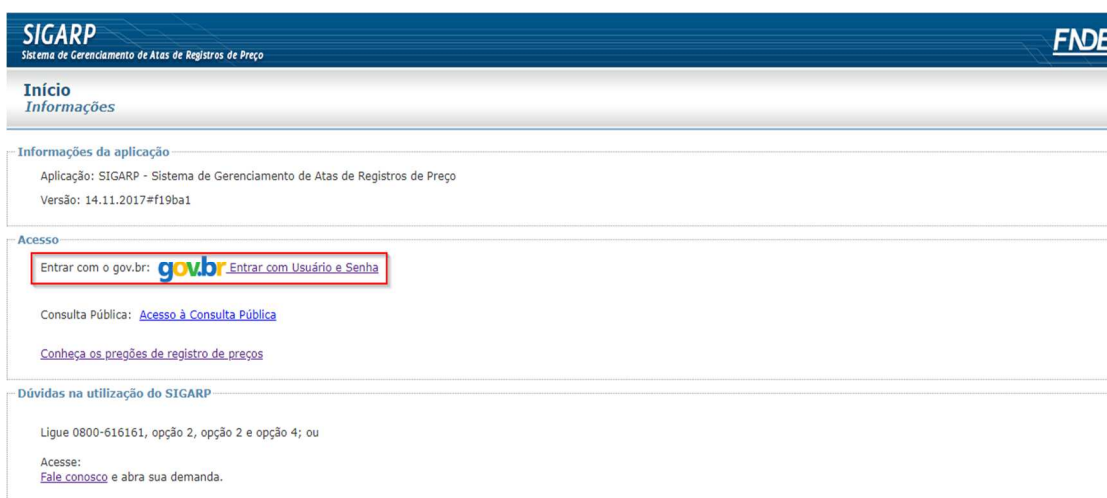 SIGARP
Sistema de Gerenciamento de Atas de Registros de Preço
FNDE
Início
Informações
Informações da aplicação
Aplicação: SIGARP - Sistema de Gerenciamento de Atas de Registros de Preço
Versão: 14.11.2017#f19ba1
Acesso
Entrar com o gov.br: gov.br Entrar com Usuário e Senha
Consulta Pública: Acesso à Consulta Pública
Conheça os pregões de registro de preços
Dúvidas na utilização do SIGARP
Ligue 0800-616161, opção 2, opção 2 e opção 4; ou
Acesse:
Fale conosco e abra sua demanda.